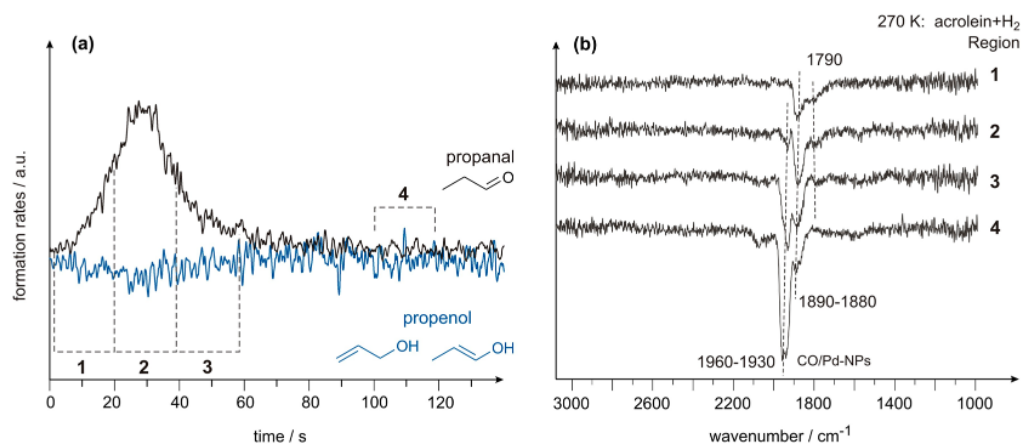 (a)
formation rates / a.u.
propanal
O
4
propenol
OH
OH
1 2 3
0 20 40 60 80 100 120
time / s
(b)
270 K: acrolein+H2
Region
1790
1
2
3
4
1890-1880
1960-1930
CO/Pd-NPs
3000 2600 2200 1800 1400 1000
wavenumber / cm-1